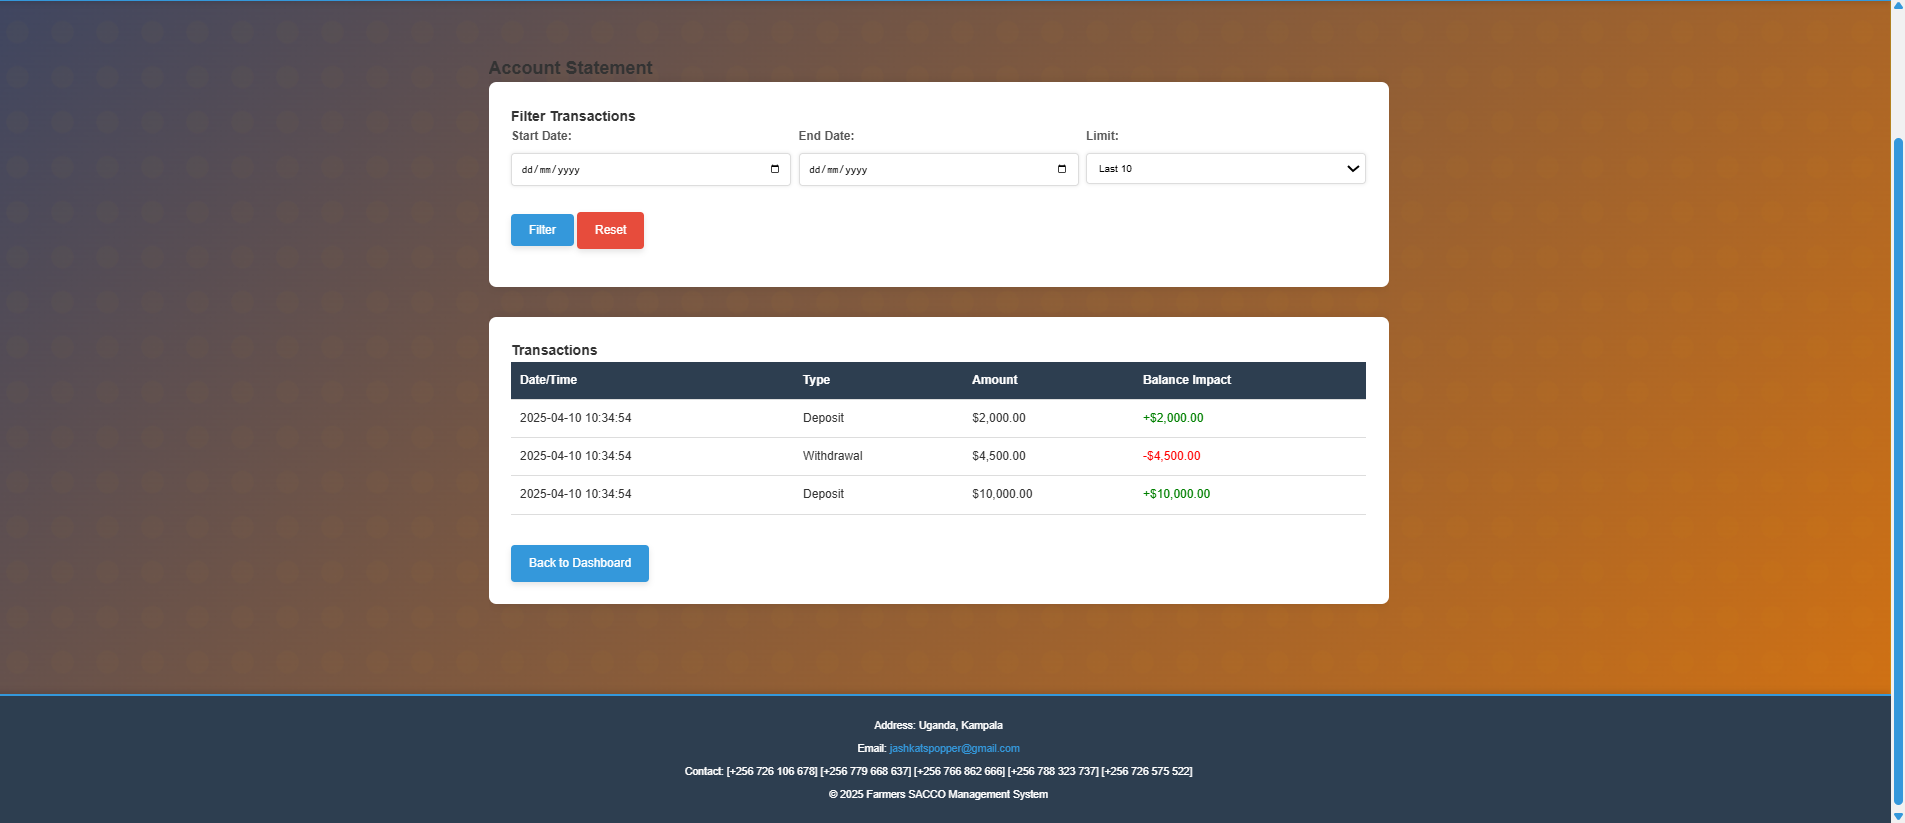 Account Statement
Filter Transactions
Start Date: End Date: Limit:
dd/mm/yyyy dd/mm/yyyy Last 10
Filter Reset
Transactions
Date/Time Type Amount Balance Impact
2025-04-10 10:34:54 Deposit $2,000.00 +$2,000.00
2025-04-10 10:34:54 Withdrawal $4,500.00 -$4,500.00
2025-04-10 10:34:54 Deposit $10,000.00 +$10,000.00
Back to Dashboard
Address: Uganda, Kampala
Email: jashkatspopper@gmail.com
Contact: [+256 726 106 678] [+256 779 668 637] [+256 766 862 666] [+256 788 323 737] [+256 726 575 522]
© 2025 Farmers SACCO Management System